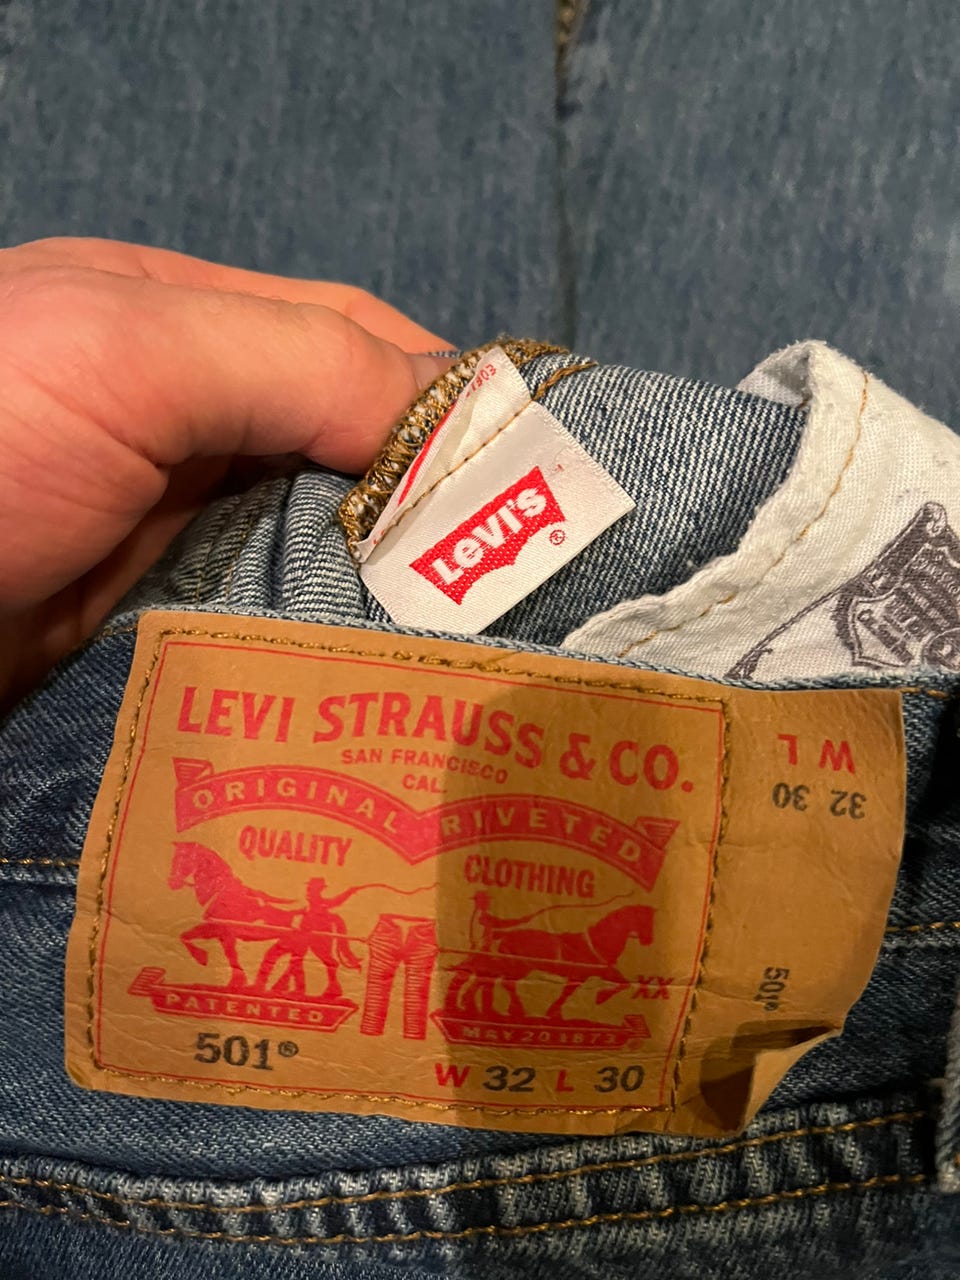 Levi's®
LEVI STRAUSS & CO.
SAN FRANCISCO
CAL.
ORIGINAL RIVETED
QUALITY CLOTHING
XX
PATENTED MAY 20 1873
501® W 32 L 30
W L
32 30
501®